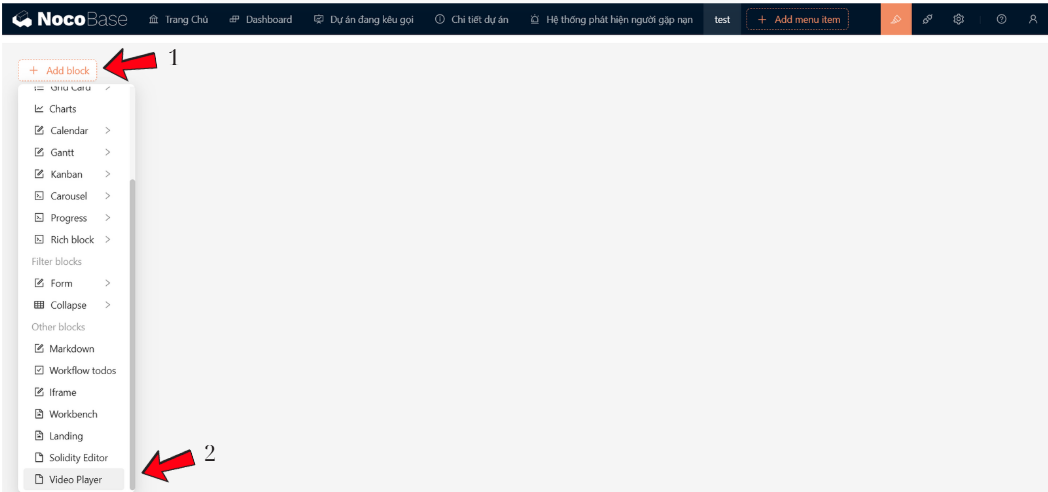 NocoBase Trang Chủ Dashboard Dự án đang kêu gọi Chi tiết dự án Hệ thống phát hiện người gặp nạn test + Add menu item
+ Add block
1
Grid Card
Charts
Calendar
Gantt
Kanban
Carousel
Progress
Rich block
Filter blocks
Form
Collapse
Other blocks
Markdown
Workflow todos
Iframe
Workbench
Landing
Solidity Editor
2
Video Player